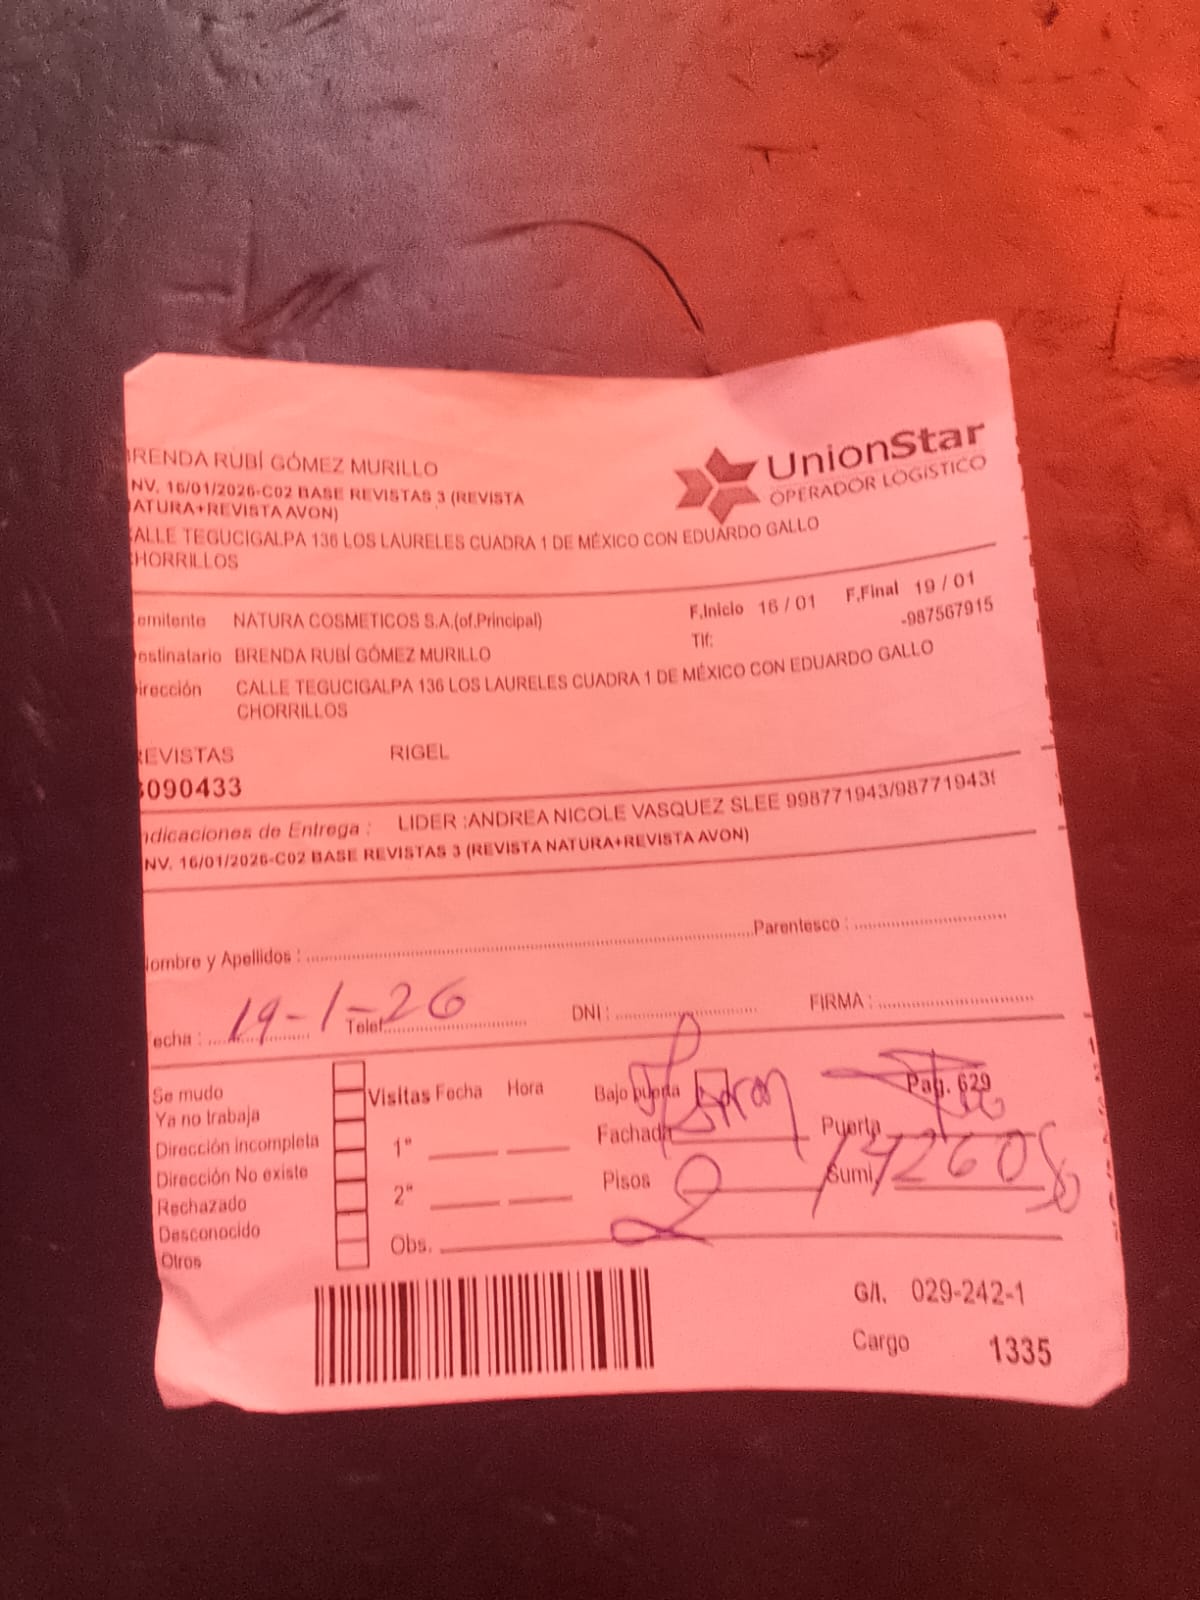 RENDA RUBÍ GÓMEZ MURILLO
NV. 16/01/2026-C02 BASE REVISTAS 3 (REVISTA
ATURA+REVISTA AVON)
ALLE TEGUCIGALPA 136 LOS LAURELES CUADRA 1 DE MÉXICO CON EDUARDO GALLO
HORRILLOS
UnionStar
OPERADOR LOGÍSTICO
emitente NATURA COSMETICOS S.A.(of.Principal)
F.Inicio 16 / 01 F.Final 19 / 01
Tlf: -987567915
estinatario BRENDA RUBÍ GÓMEZ MURILLO
irección CALLE TEGUCIGALPA 136 LOS LAURELES CUADRA 1 DE MÉXICO CON EDUARDO GALLO
CHORRILLOS
EVISTAS RIGEL
090433
ndicaciones de Entrega : LIDER :ANDREA NICOLE VASQUEZ SLEE 998771943/98771943
NV. 16/01/2026-C02 BASE REVISTAS 3 (REVISTA NATURA+REVISTA AVON)
ombre y Apellidos : Parentesco :
echa : 19-1-26 Telef. DNI : FIRMA :
Se mudo
Ya no trabaja
Dirección incompleta
Dirección No existe
Rechazado
Desconocido
Otros
Visitas Fecha Hora
1ª
2ª
Obs.
Bajo puerta Pag. 629
Fachada Puerta
Pisos 2 Sumi 142608
G/I. 029-242-1
Cargo 1335